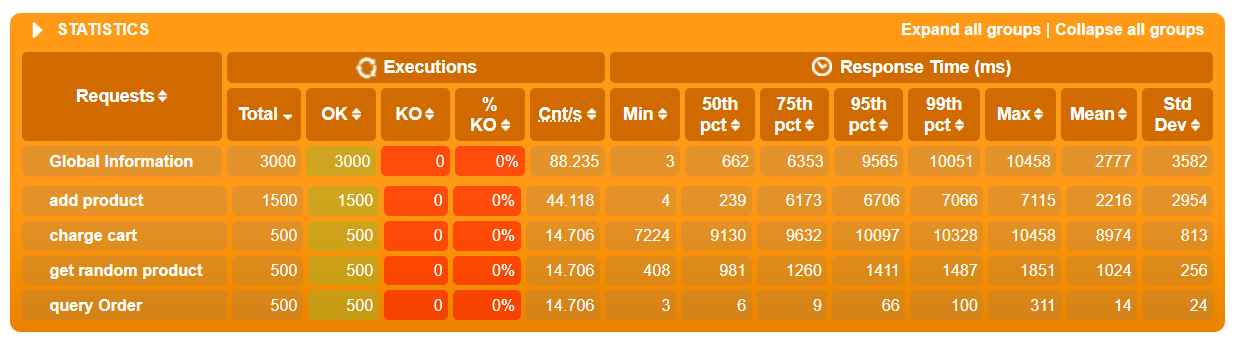 STATISTICS Expand all groups | Collapse all groups
Requests Executions Response Time (ms)
Total OK KO % KO Cnt/s Min 50th pct 75th pct 95th pct 99th pct Max Mean Std Dev
Global Information 3000 3000 0 0% 88.235 3 662 6353 9565 10051 10458 2777 3582
add product 1500 1500 0 0% 44.118 4 239 6173 6706 7066 7115 2216 2954
charge cart 500 500 0 0% 14.706 7224 9130 9632 10097 10328 10458 8974 813
get random product 500 500 0 0% 14.706 408 981 1260 1411 1487 1851 1024 256
query Order 500 500 0 0% 14.706 3 6 9 66 100 311 14 24